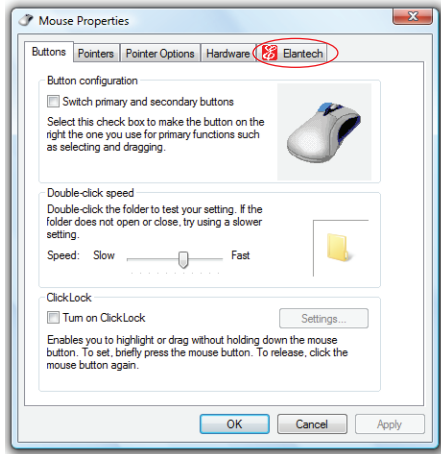 Mouse Properties
Buttons Pointers Pointer Options Hardware Elantech
Button configuration
Switch primary and secondary buttons
Select this check box to make the button on the
right the one you use for primary functions such
as selecting and dragging.
Double-click speed
Double-click the folder to test your setting. If the
folder does not open or close, try using a slower
setting.
Speed: Slow Fast
ClickLock
Turn on ClickLock Settings...
Enables you to highlight or drag without holding down the mouse
button. To set, briefly press the mouse button. To release, click the
mouse button again.
OK Cancel Apply